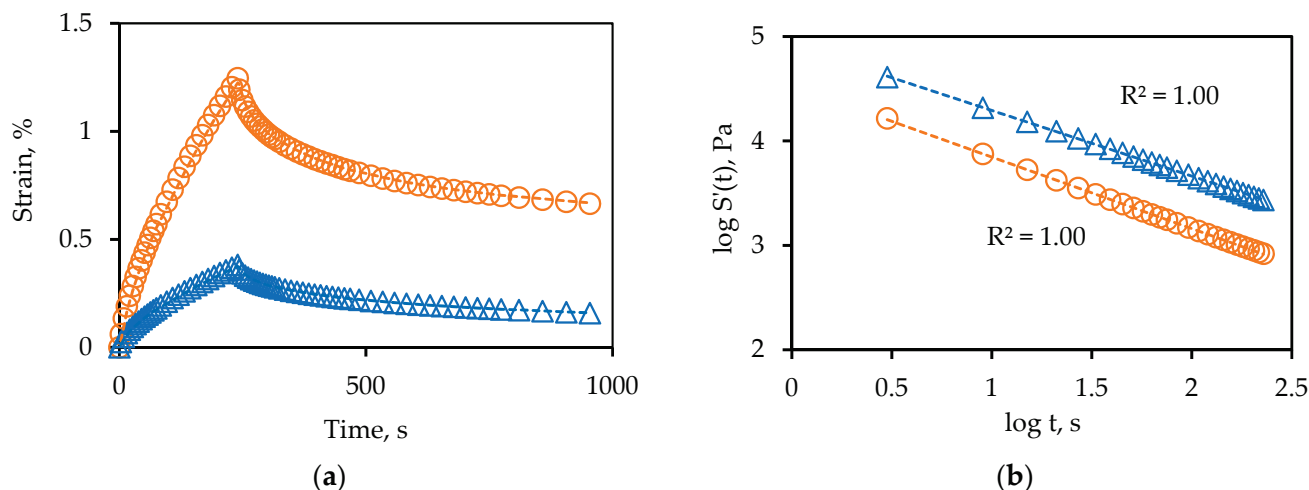 1.5
1
0.5
0
Strain, %
0
500
1000
Time, s
(a)
5
4
3
2
log S'(t), Pa
R² = 1.00
R² = 1.00
0
0.5
1
1.5
2
2.5
log t, s
(b)